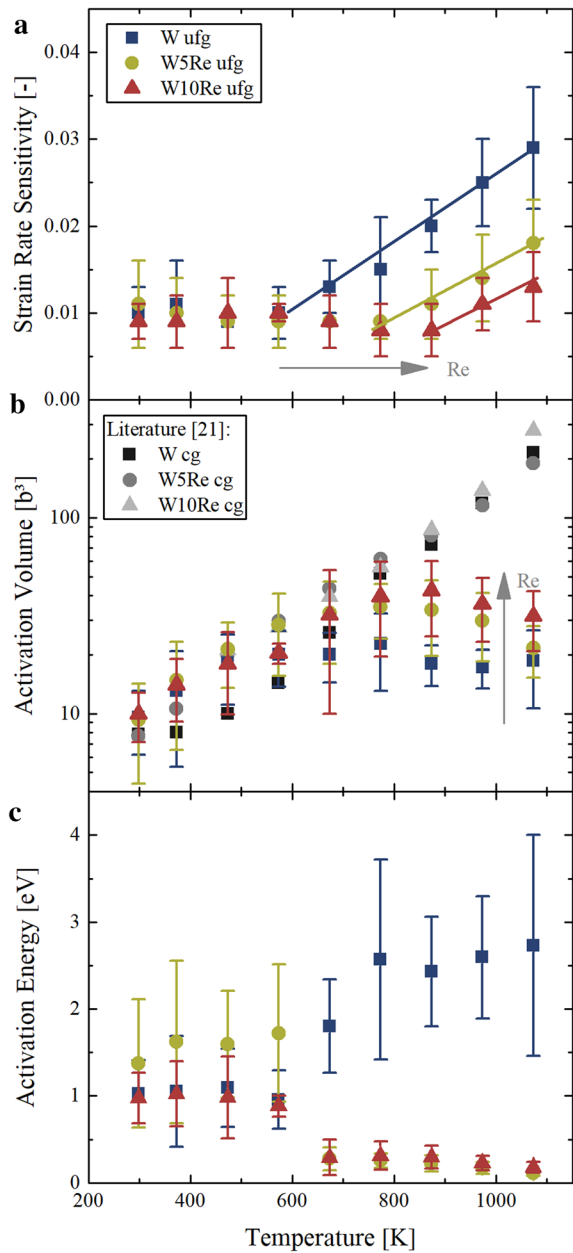 a
W ufg
W5Re ufg
W10Re ufg
0.04
0.03
0.02
0.01
0.00
Strain Rate Sensitivity [-]
Re
b
Literature [21]:
W cg
W5Re cg
W10Re cg
100
10
Activation Volume [b³]
Re
c
4
3
2
1
0
Activation Energy [eV]
200 400 600 800 1000
Temperature [K]